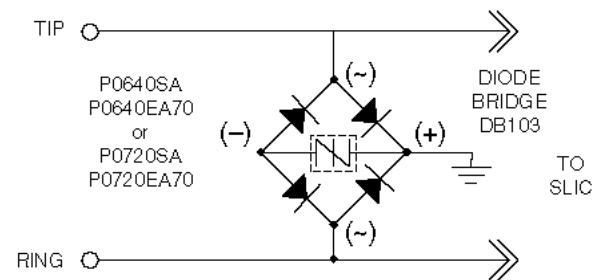 TIP
(~)
P0640SA
P0640EA70
or
P0720SA
P0720EA70
DIODE
BRIDGE
DB103
(-)
(+)
TO
SLIC
(~)
RING